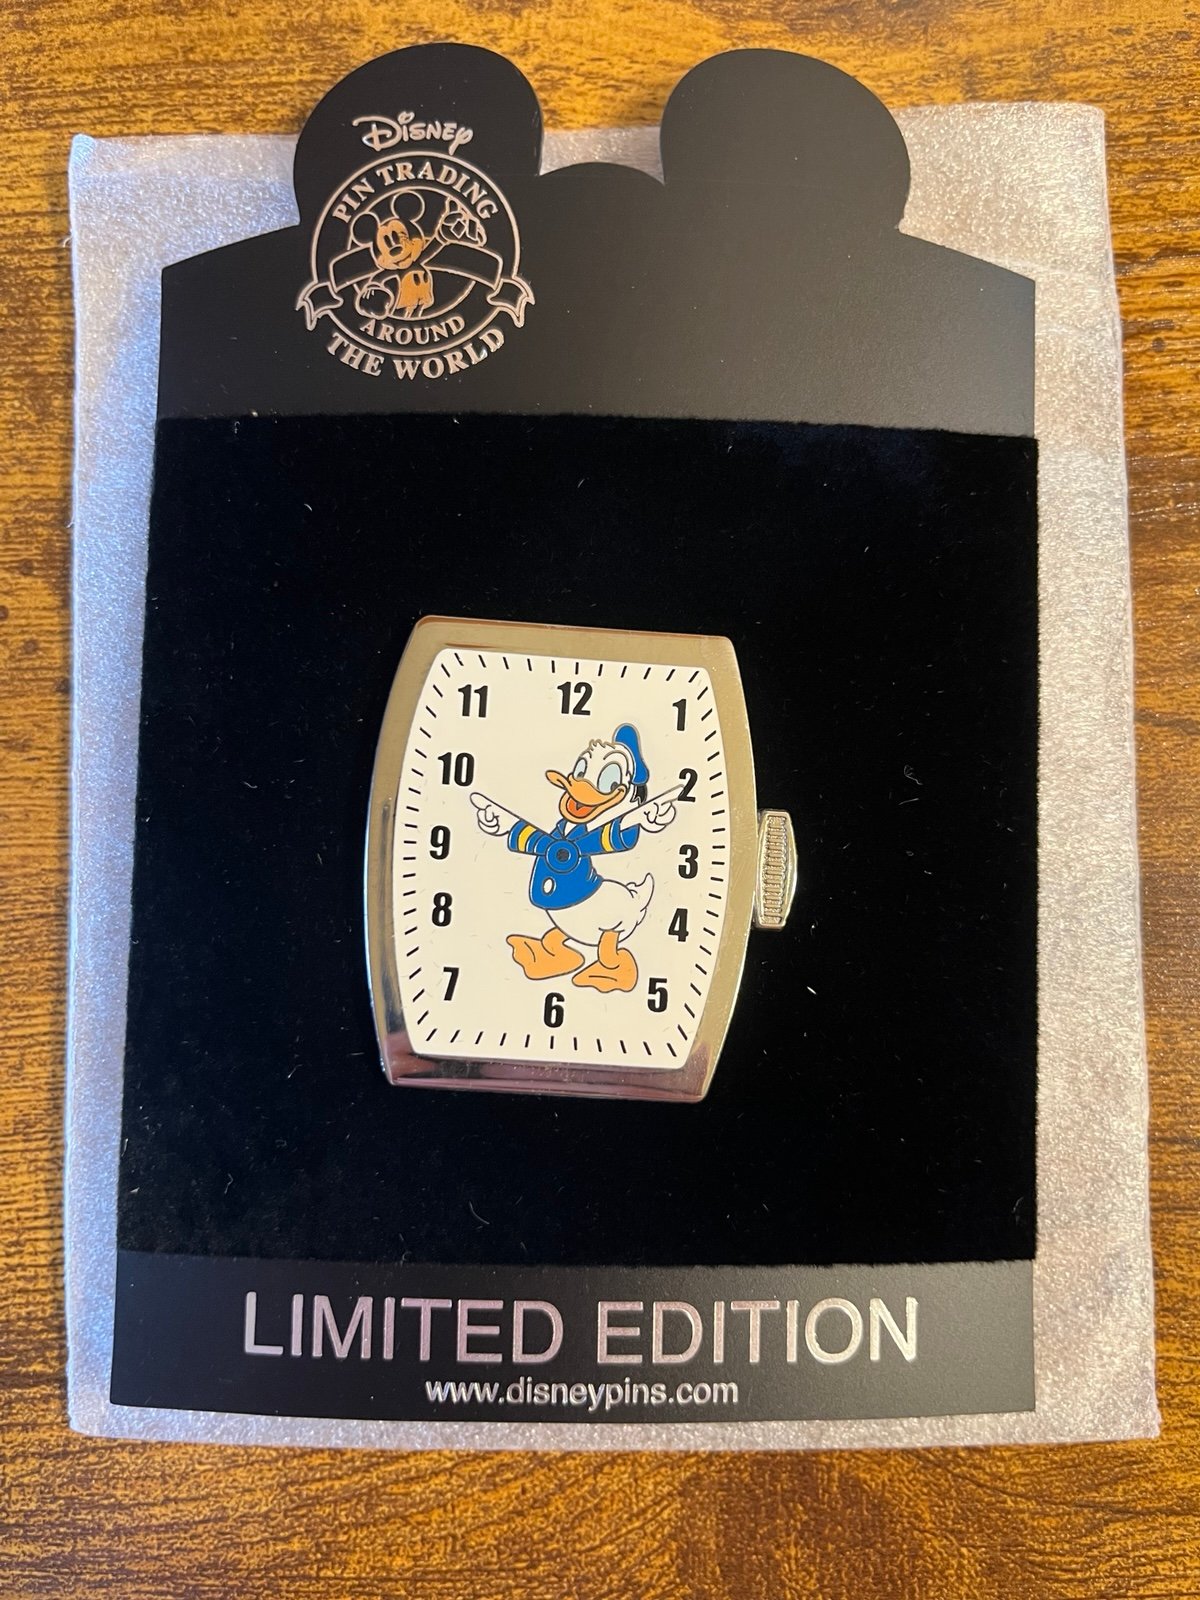 Disney
PIN TRADING
AROUND
THE WORLD
11 12 1
10 2
9 3
8 4
7 6 5
LIMITED EDITION
www.disneypins.com